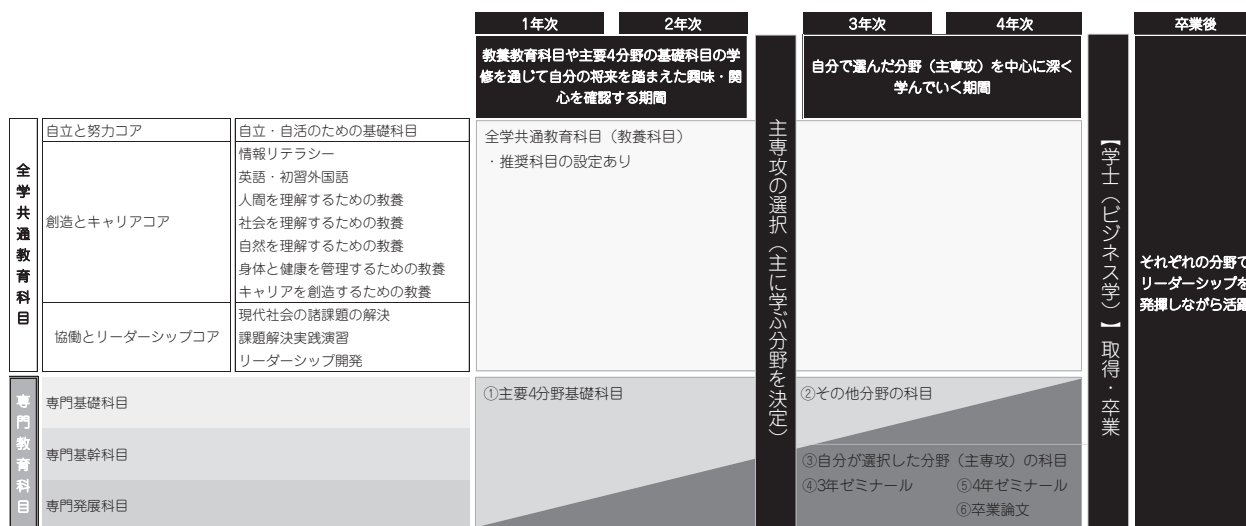 1年次
2年次
3年次
4年次
卒業後
教養教育科目や主要4分野の基礎科目の学
修を通じて自分の将来を踏まえた興味・関
心を確認する期間
自分で選んだ分野（主専攻）を中心に深く
学んでいく期間
全学共通教育科目
自立と努力コア
自立・自活のための基礎科目
創造とキャリアコア
情報リテラシー
英語・初習外国語
人間を理解するための教養
社会を理解するための教養
自然を理解するための教養
身体と健康を管理するための教養
キャリアを創造するための教養
協働とリーダーシップコア
現代社会の諸課題の解決
課題解決実践演習
リーダーシップ開発
全学共通教育科目（教養科目）
・推奨科目の設定あり
主専攻の選択（主に学ぶ分野を決定）
【学士（ビジネス学）】取得・卒業
それぞれの分野で
リーダーシップを
発揮しながら活躍
専門教育科目
専門基礎科目
専門基幹科目
専門発展科目
①主要4分野基礎科目
②その他分野の科目
③自分が選択した分野（主専攻）の科目
④3年ゼミナール
⑤4年ゼミナール
⑥卒業論文